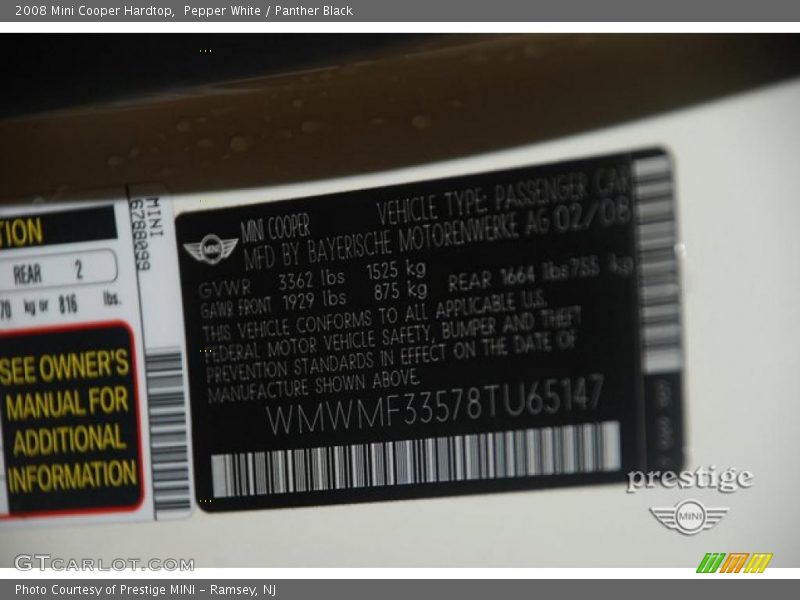 2008 Mini Cooper Hardtop,  Pepper White / Panther Black
TION
REAR 2
70 kg or 816 lbs.
SEE OWNER'S
MANUAL FOR
ADDITIONAL
INFORMATION
MINI
6788099
MINI
MINI COOPER VEHICLE TYPE: PASSENGER CAR
MFD BY BAYERISCHE MOTORENWERKE AG 02/08
GVWR 3362 lbs 1525 kg
GAWR FRONT 1929 lbs 875 kg REAR 1664 lbs 755 kg
THIS VEHICLE CONFORMS TO ALL APPLICABLE U.S.
FEDERAL MOTOR VEHICLE SAFETY, BUMPER AND THEFT
PREVENTION STANDARDS IN EFFECT ON THE DATE OF
MANUFACTURE SHOWN ABOVE.
WMWMF33578TU65147
prestige
MINI
GTCARLOT.COM
Photo Courtesy of Prestige MINI - Ramsey, NJ